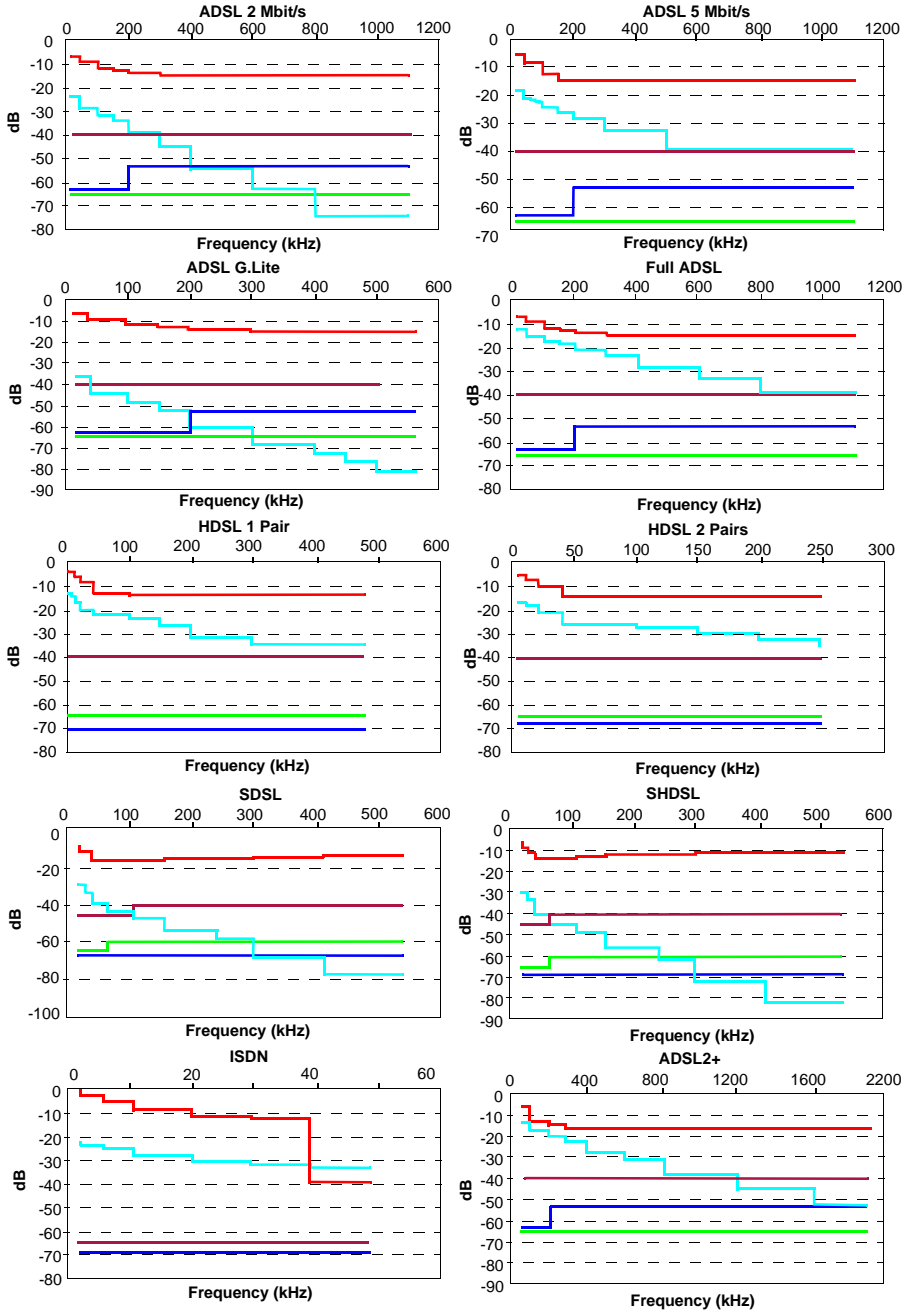 ADSL 2 Mbit/s
0 200 400 600 800 1000 1200
0
-10
-20
-30
-40
-50
-60
-70
-80
dB
Frequency (kHz)
ADSL 5 Mbit/s
0 200 400 600 800 1000 1200
0
-10
-20
-30
-40
-50
-60
-70
dB
Frequency (kHz)
ADSL G.Lite
0 100 200 300 400 500 600
0
-10
-20
-30
-40
-50
-60
-70
-80
-90
dB
Frequency (kHz)
Full ADSL
0 200 400 600 800 1000 1200
0
-10
-20
-30
-40
-50
-60
-70
-80
dB
Frequency (kHz)
HDSL 1 Pair
0 100 200 300 400 500 600
0
-10
-20
-30
-40
-50
-60
-70
-80
dB
Frequency (kHz)
HDSL 2 Pairs
0 50 100 150 200 250 300
0
-10
-20
-30
-40
-50
-60
-70
-80
dB
Frequency (kHz)
SDSL
0 100 200 300 400 500 600
0
-20
-40
-60
-80
-100
dB
Frequency (kHz)
SHDSL
0 100 200 300 400 500 600
0
-10
-20
-30
-40
-50
-60
-70
-80
-90
dB
Frequency (kHz)
ISDN
0 20 40 60
0
-10
-20
-30
-40
-50
-60
-70
-80
dB
Frequency (kHz)
ADSL2+
0 400 800 1200 1600 2200
0
-10
-20
-30
-40
-50
-60
-70
-80
-90
dB
Frequency (kHz)